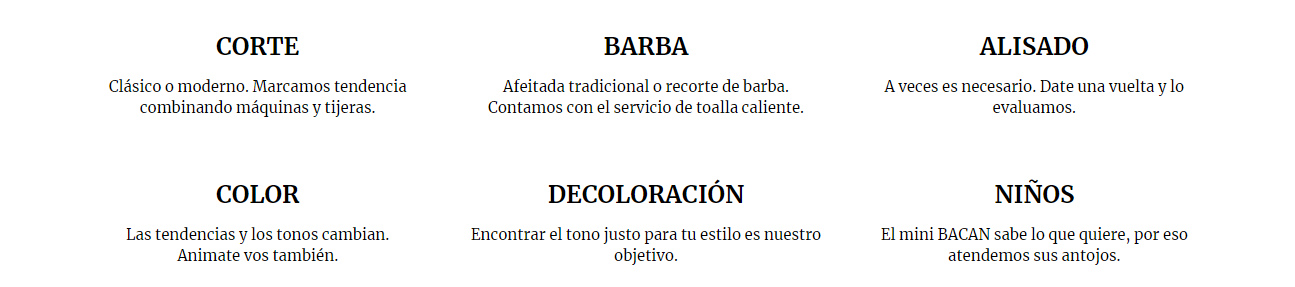 CORTE
Clásico o moderno. Marcamos tendencia
combinando máquinas y tijeras.
BARBA
Afeitada tradicional o recorte de barba.
Contamos con el servicio de toalla caliente.
ALISADO
A veces es necesario. Date una vuelta y lo
evaluamos.
COLOR
Las tendencias y los tonos cambian.
Animate vos también.
DECOLORACIÓN
Encontrar el tono justo para tu estilo es nuestro
objetivo.
NIÑOS
El mini BACAN sabe lo que quiere, por eso
atendemos sus antojos.